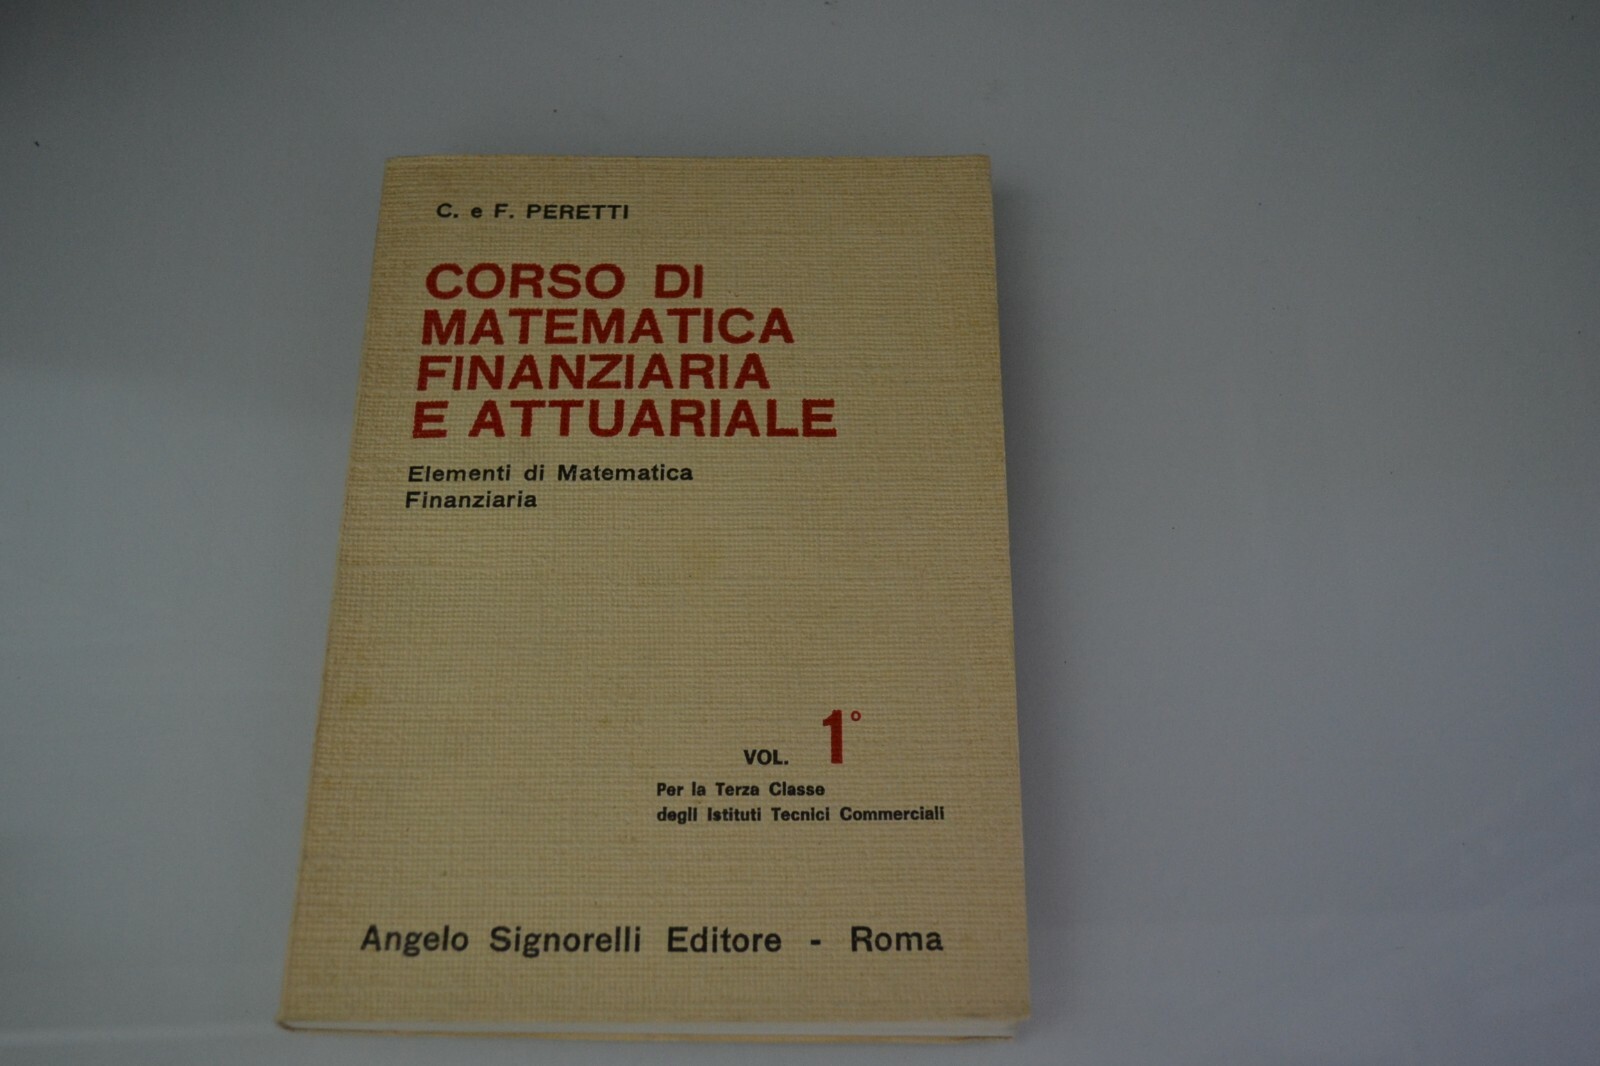 C. e F. PERETTI
CORSO DI
MATEMATICA
FINANZIARIA
E ATTUARIALE
Elementi di Matematica
Finanziaria
VOL. 1°
Per la Terza Classe
degli Istituti Tecnici Commerciali
Angelo Signorelli Editore - Roma